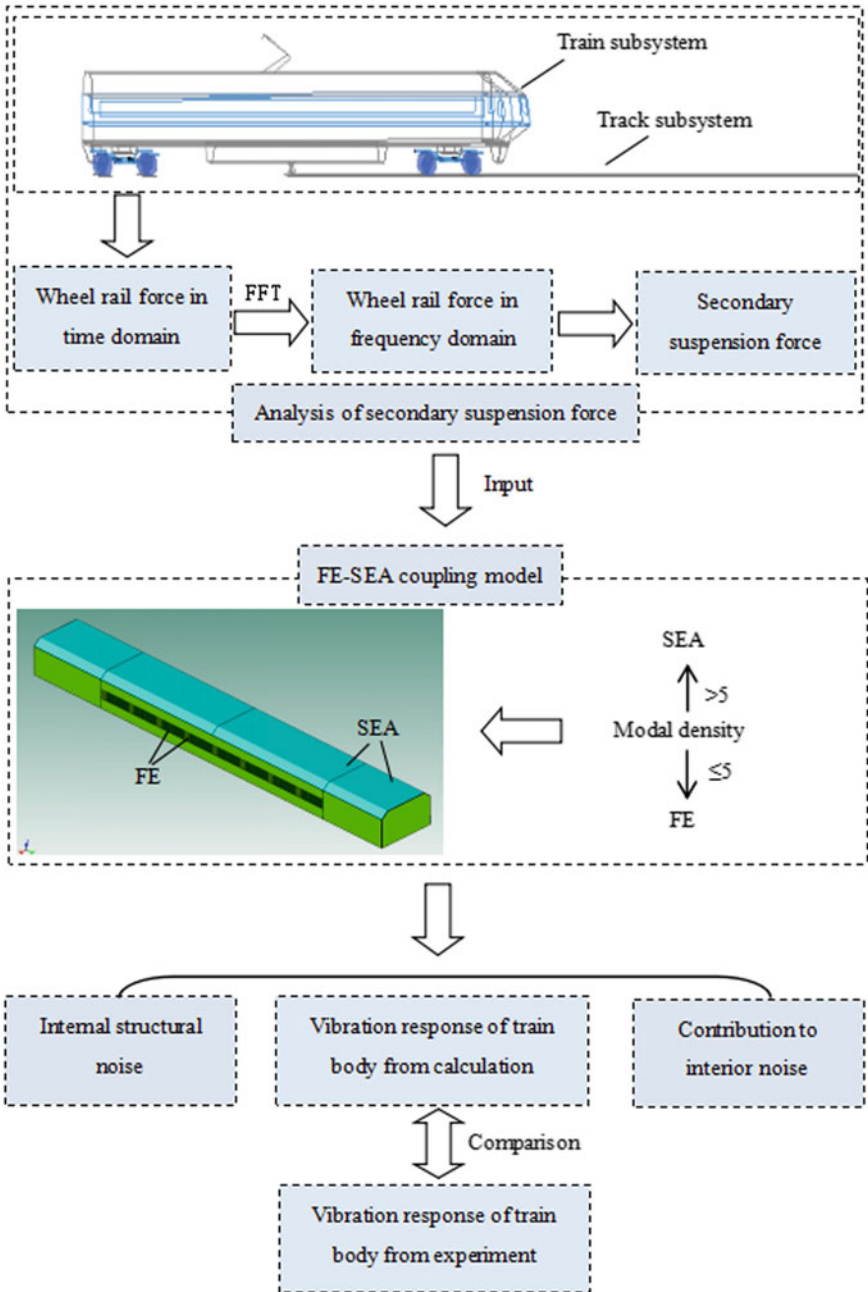 Train subsystem
Track subsystem
Wheel rail force in
time domain
FFT
Wheel rail force in
frequency domain
Secondary
suspension force
Analysis of secondary suspension force
Input
FE-SEA coupling model
FE
SEA
SEA
>5
Modal density
≤5
FE
Internal structural
noise
Vibration response of train
body from calculation
Contribution to
interior noise
Comparison
Vibration response of train
body from experiment